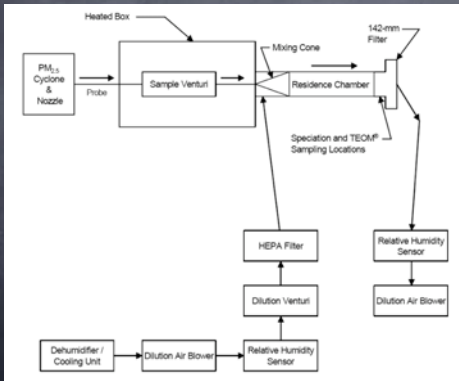 Heated Box
142-mm
Filter
Mixing Cone
PM2.5
Cyclone
&
Nozzle
Probe
Sample Venturi
Residence Chamber
Speciation and TEOM®
Sampling Locations
HEPA Filter
Relative Humidity
Sensor
Dilution Venturi
Dilution Air Blower
Dehumidifier /
Cooling Unit
Dilution Air Blower
Relative Humidity
Sensor